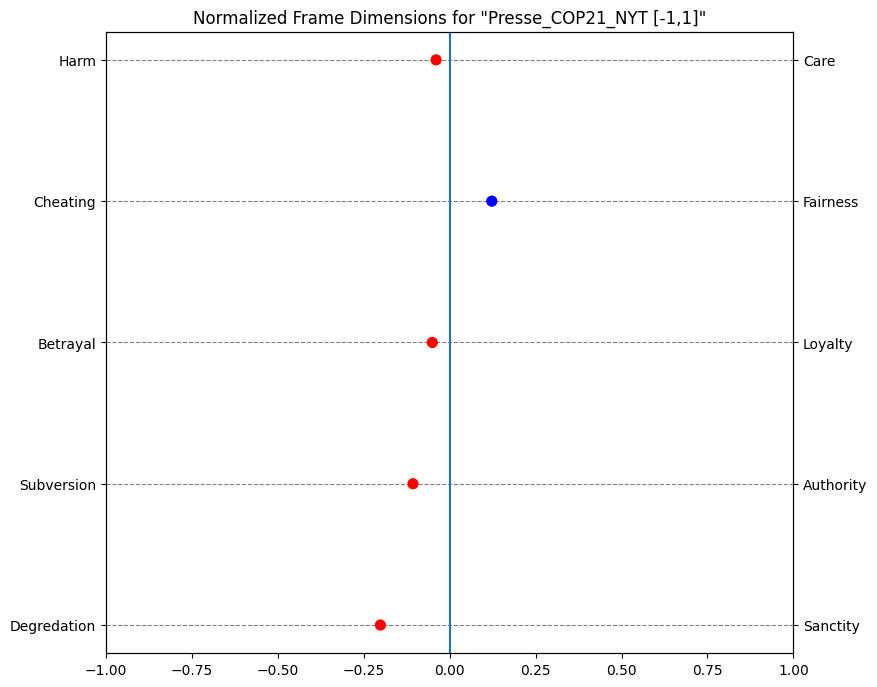 Normalized Frame Dimensions for "Presse_COP21_NYT [-1,1]"
Harm Care
Cheating Fairness
Betrayal Loyalty
Subversion Authority
Degredation Sanctity
−1.00 −0.75 −0.50 −0.25 0.00 0.25 0.50 0.75 1.00